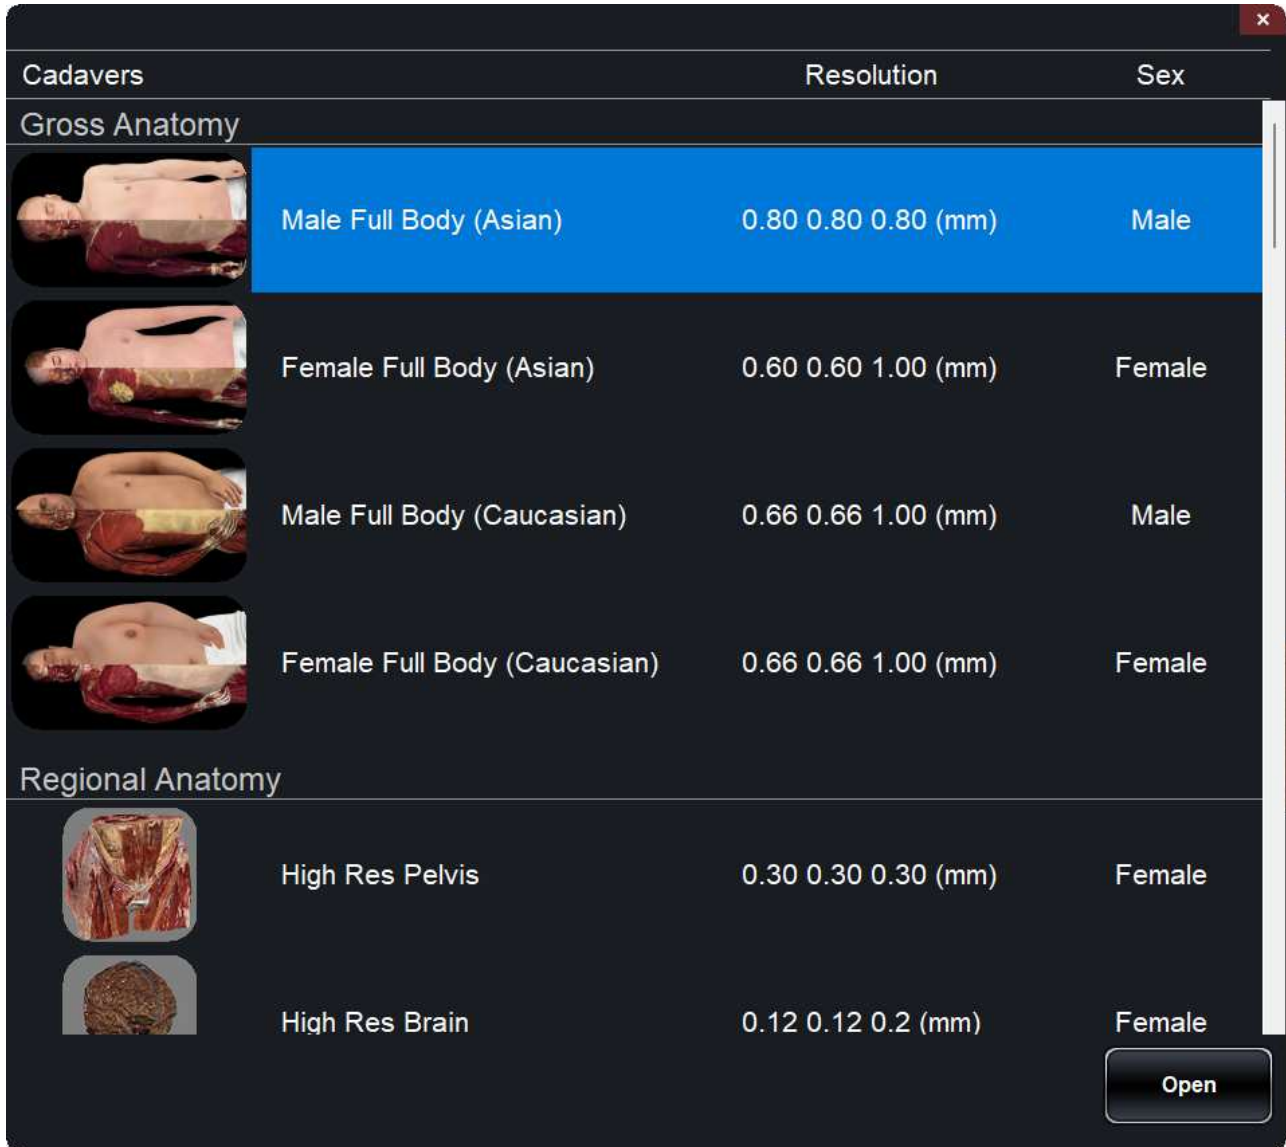 ×
Cadavers Resolution Sex
Gross Anatomy
Male Full Body (Asian) 0.80 0.80 0.80 (mm) Male
Female Full Body (Asian) 0.60 0.60 1.00 (mm) Female
Male Full Body (Caucasian) 0.66 0.66 1.00 (mm) Male
Female Full Body (Caucasian) 0.66 0.66 1.00 (mm) Female
Regional Anatomy
High Res Pelvis 0.30 0.30 0.30 (mm) Female
High Res Brain 0.12 0.12 0.2 (mm) Female
Open